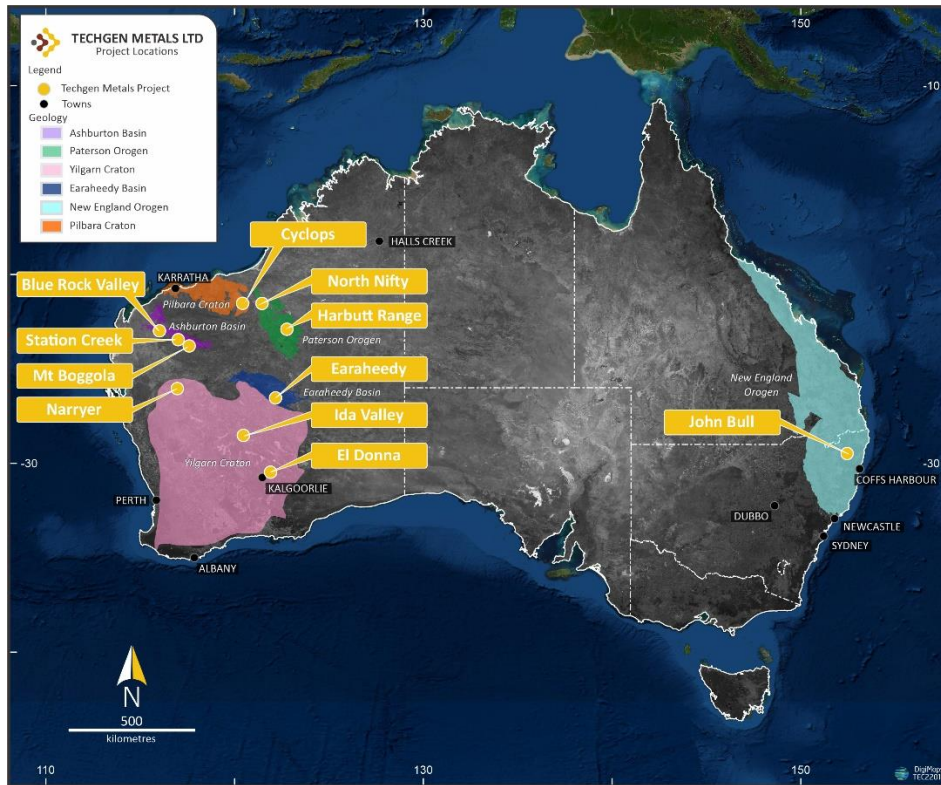 TECHGEN METALS LTD
Project Locations
Legend
Techgen Metals Project
Towns
Geology
Ashburton Basin
Paterson Orogen
Yilgarn Craton
Earaheedy Basin
New England Orogen
Pilbara Craton
130
150
-10
Cyclops
HALLS CREEK
Blue Rock Valley
KARRATHA
North Nifty
Pilbara Craton
Harbutt Range
Ashburton Basin
Station Creek
Paterson Orogen
Mt Boggola
Earaheedy
Narryer
Earaheedy Basin
New England
Orogen
Ida Valley
John Bull
El Donna
-30
Yilgarn Craton
-30
KALGOORLIE
COFFS HARBOUR
PERTH
DUBBO
NEWCASTLE
SYDNEY
ALBANY
N
500
kilometres
110
130
150
DigiMaps